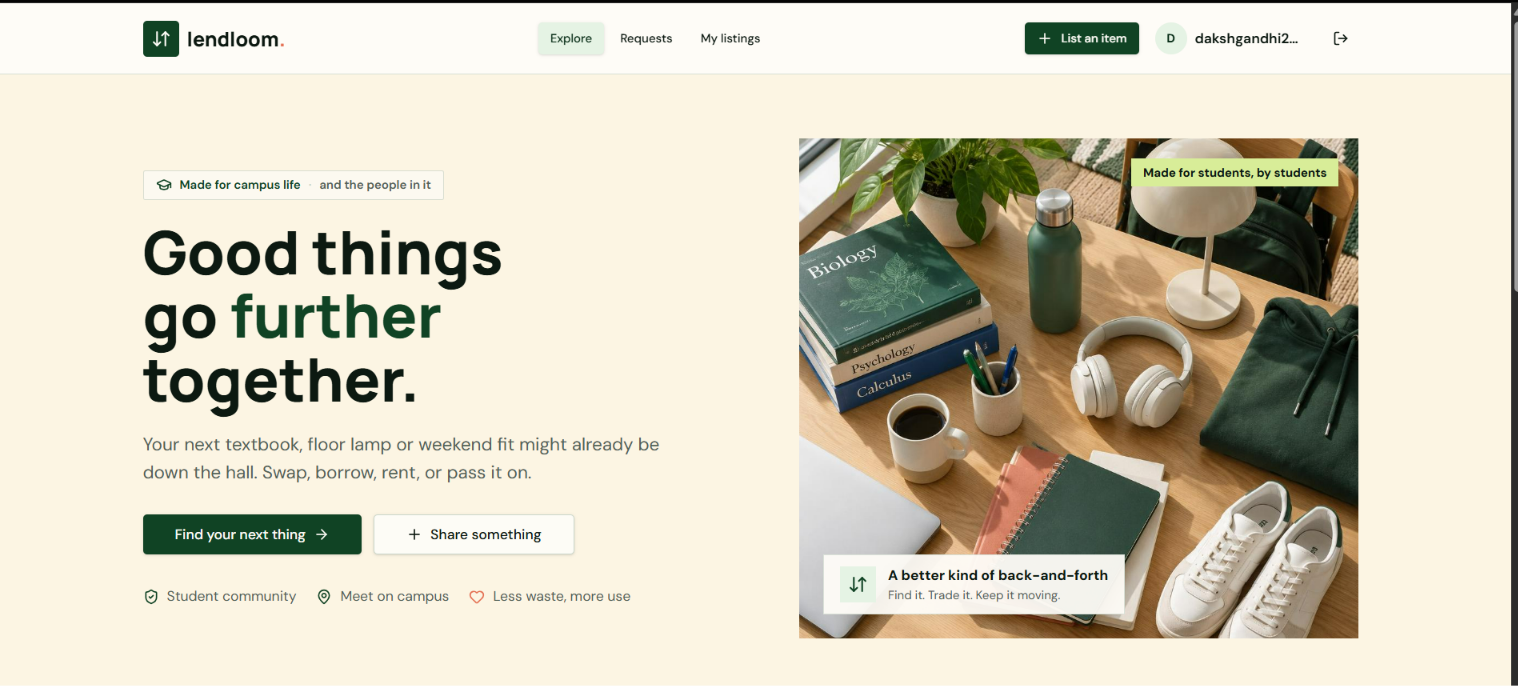 lendloom.
Explore
Requests
My listings
+ List an item
D
dakshgandhi2...
Made for campus life · and the people in it
Good things
go further
together.
Your next textbook, floor lamp or weekend fit might already be
down the hall. Swap, borrow, rent, or pass it on.
Find your next thing →
+ Share something
Student community
Meet on campus
Less waste, more use
Made for students, by students
Biology
Psychology
Calculus
A better kind of back-and-forth
Find it. Trade it. Keep it moving.